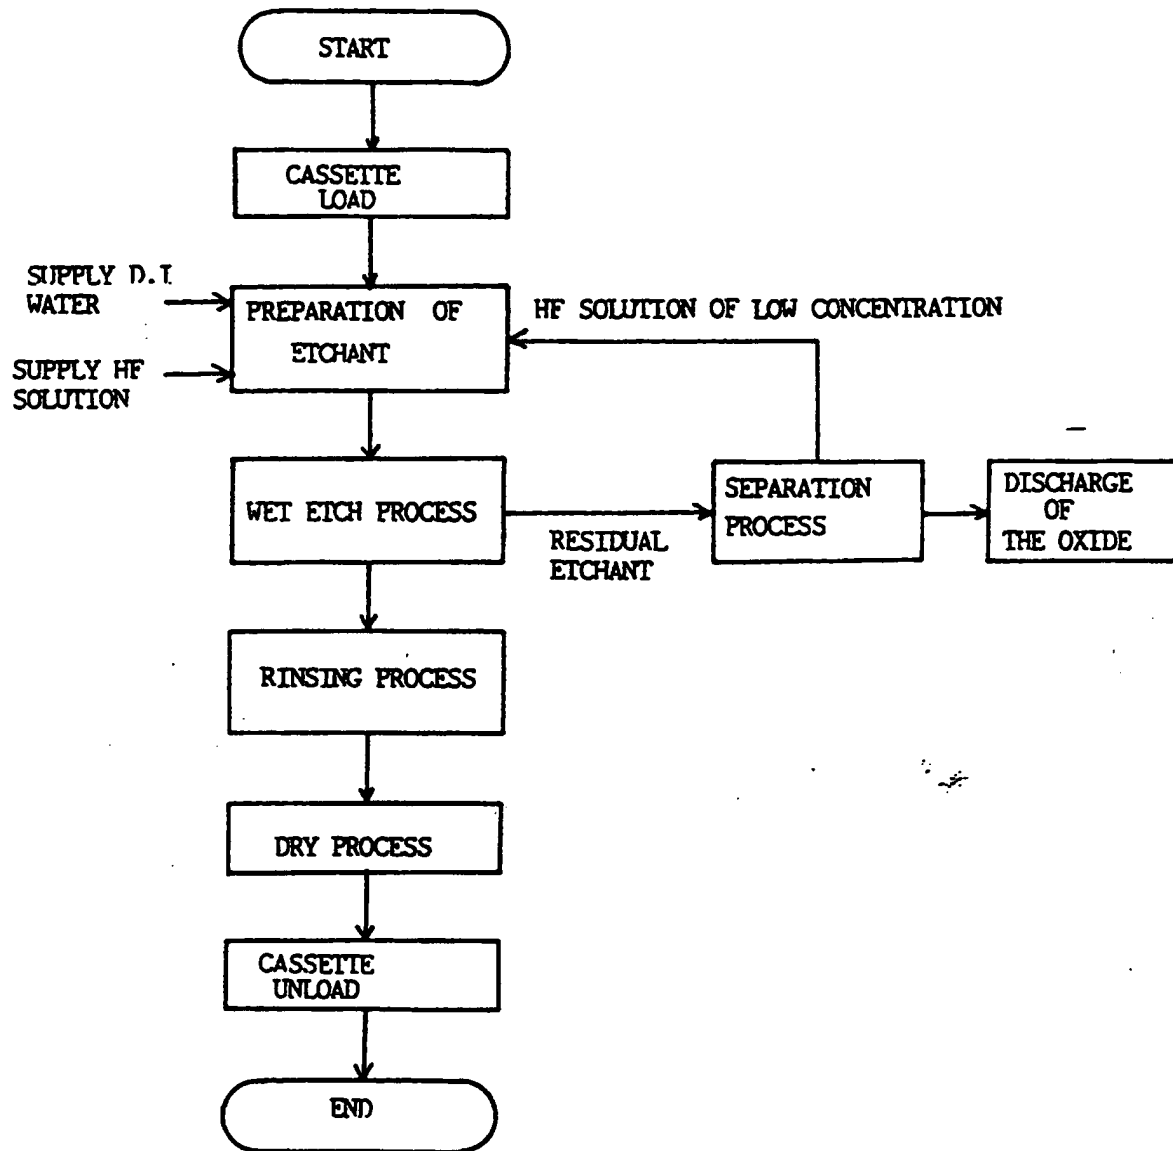 START
CASSETTE
LOAD
SUPPLY D.I.
WATER
PREPARATION OF
ETCHANT
HF SOLUTION OF LOW CONCENTRATION
SUPPLY HF
SOLUTION
WET ETCH PROCESS
RESIDUAL
ETCHANT
SEPARATION
PROCESS
DISCHARGE
OF
THE OXIDE
RINSING PROCESS
DRY PROCESS
CASSETTE
UNLOAD
END